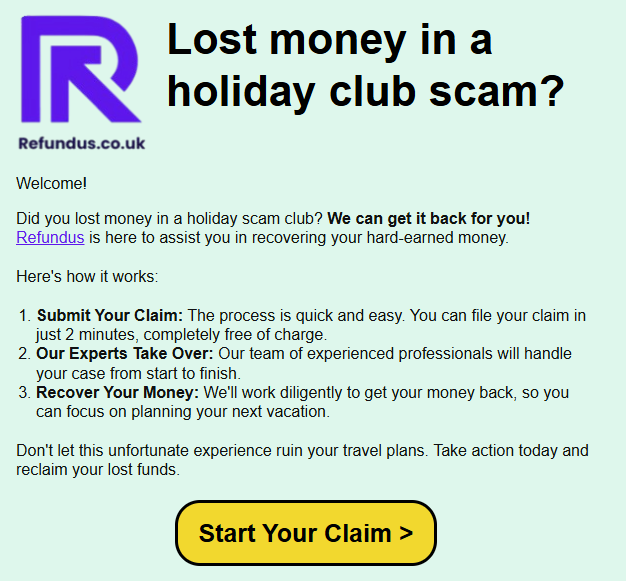 Lost money in a
holiday club scam?
Refundus.co.uk
Welcome!
Did you lost money in a holiday scam club? We can get it back for you!
Refundus is here to assist you in recovering your hard-earned money.
Here's how it works:
1. Submit Your Claim: The process is quick and easy. You can file your claim in
just 2 minutes, completely free of charge.
2. Our Experts Take Over: Our team of experienced professionals will handle
your case from start to finish.
3. Recover Your Money: We'll work diligently to get your money back, so you
can focus on planning your next vacation.
Don't let this unfortunate experience ruin your travel plans. Take action today and
reclaim your lost funds.
Start Your Claim >